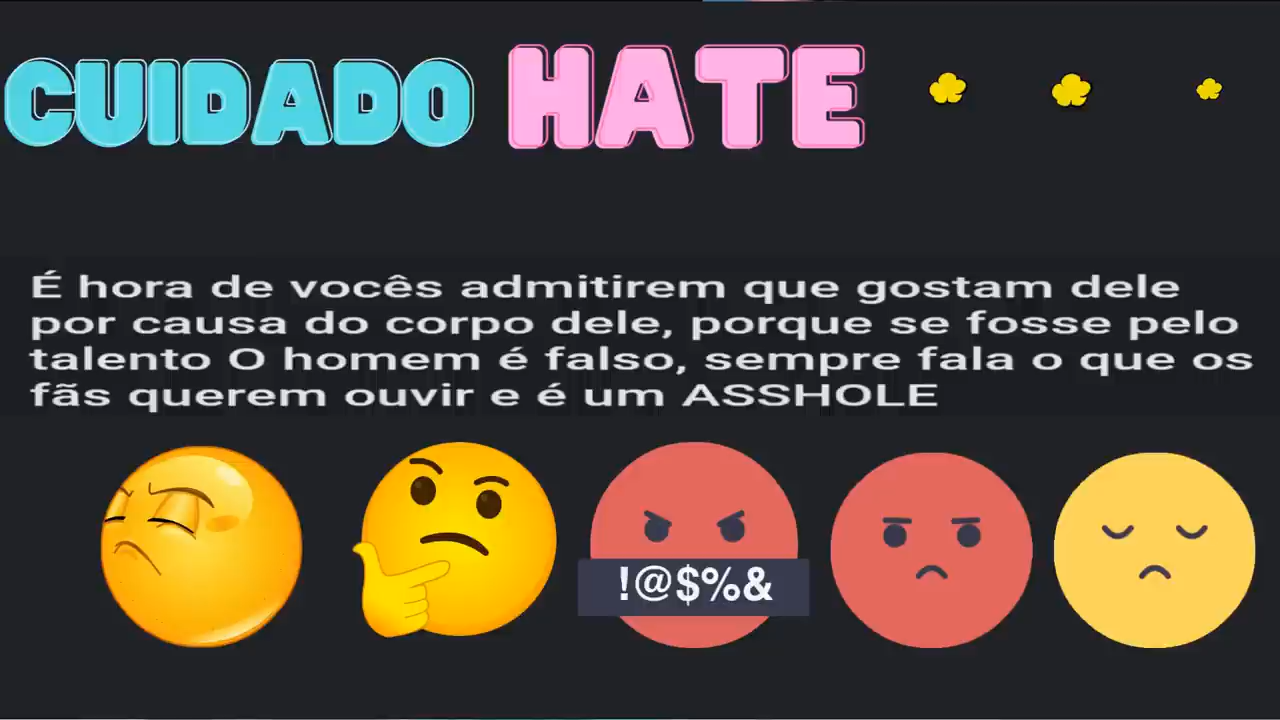 CUIDADO HATE
É hora de vocês admitirem que gostam dele
por causa do corpo dele, porque se fosse pelo
talento O homem é falso, sempre fala o que os
fãs querem ouvir e é um ASSHOLE
!@$%&